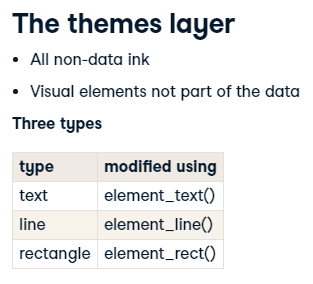 The themes layer
• All non-data ink
• Visual elements not part of the data
Three types
type modified using
text element_text()
line element_line()
rectangle element_rect()